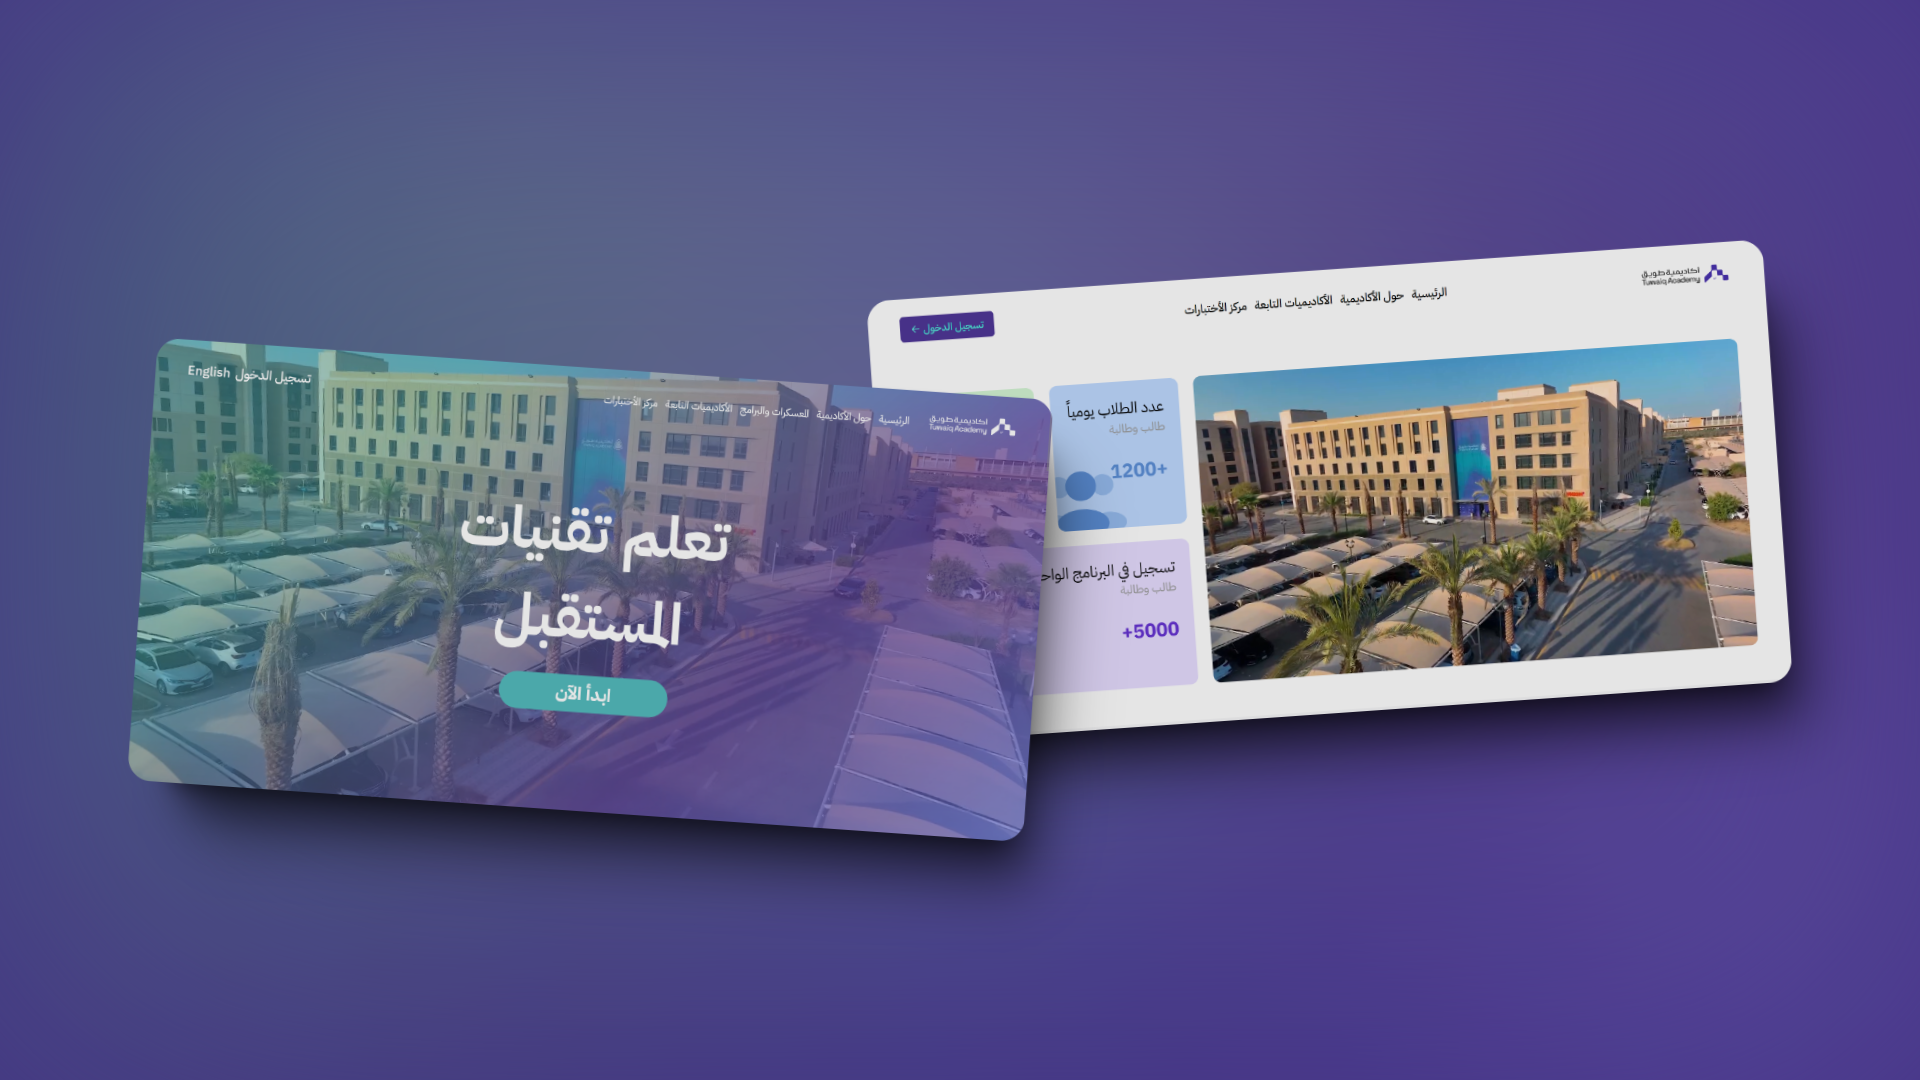 أكاديمية طويق
Tuwaiq Academy
الرئيسية حول الأكاديمية الأكاديميات التابعة مركز الأختبارات
تسجيل الدخول ←
عدد الطلاب يومياً
طالب وطالبة
1200+
تسجيل في البرنامج الواحد
طالب وطالبة
+5000
أكاديمية طويق
Tuwaiq Academy
الرئيسية حول الأكاديمية المعسكرات والبرامج الأكاديميات التابعة مركز الأختبارات
تسجيل الدخول English
تعلم تقنيات
المستقبل
ابدأ الآن